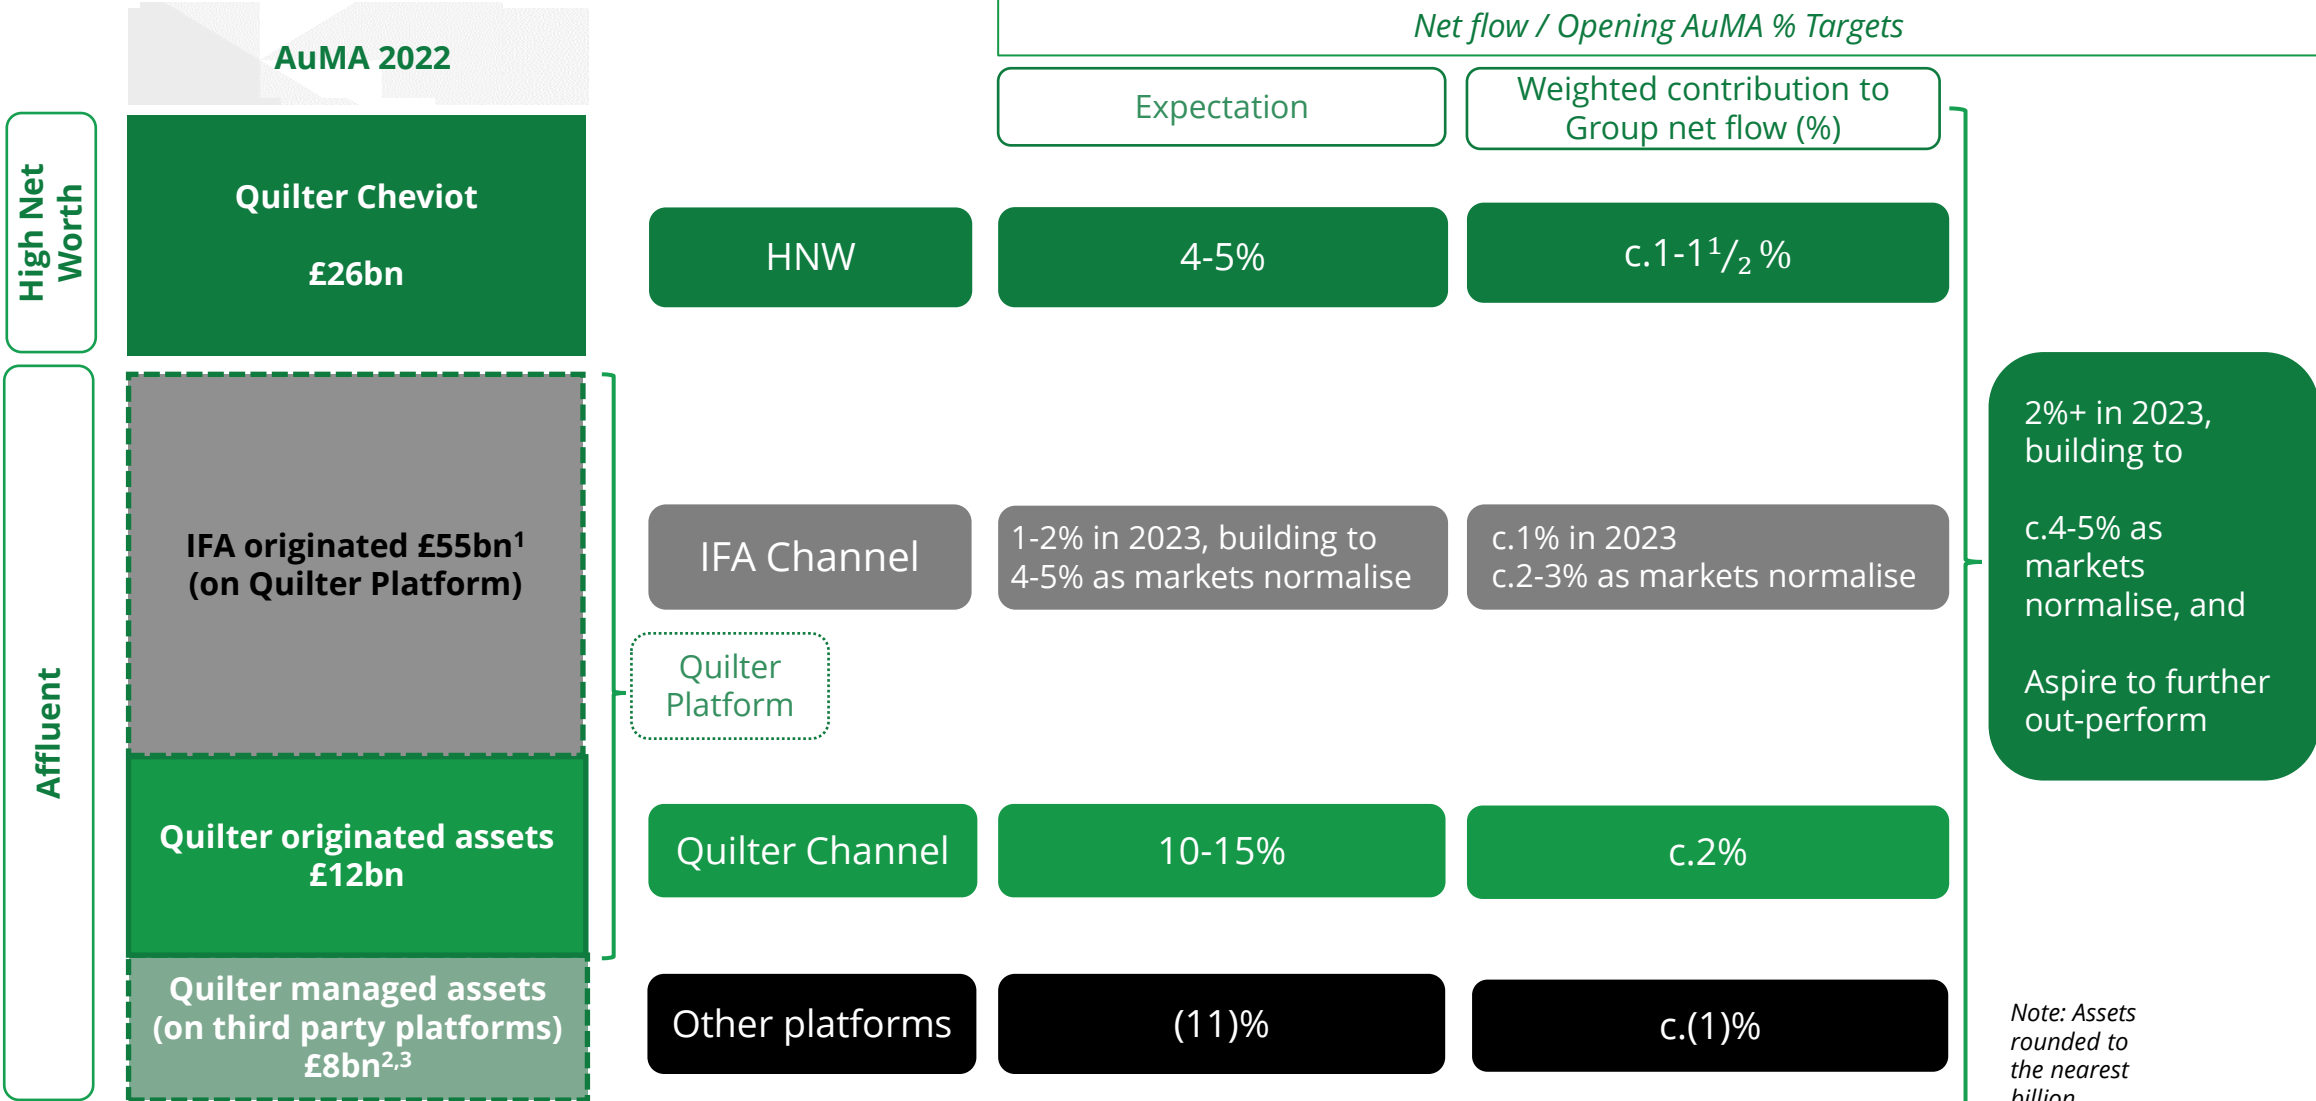 AuMA 2022
Net flow / Opening AuMA % Targets
Expectation
Weighted contribution to
Group net flow (%)
High Net
Worth
Quilter Cheviot
£26bn
HNW
4-5%
c.1-1¹/₂ %
Affluent
IFA originated £55bn¹
(on Quilter Platform)
IFA Channel
1-2% in 2023, building to
4-5% as markets normalise
c.1% in 2023
c.2-3% as markets normalise
Quilter
Platform
Quilter originated assets
£12bn
Quilter Channel
10-15%
c.2%
Quilter managed assets
(on third party platforms)
£8bn²,³
Other platforms
(11)%
c.(1)%
2%+ in 2023,
building to
c.4-5% as
markets
normalise, and
Aspire to further
out-perform
Note: Assets
rounded to
the nearest
billion